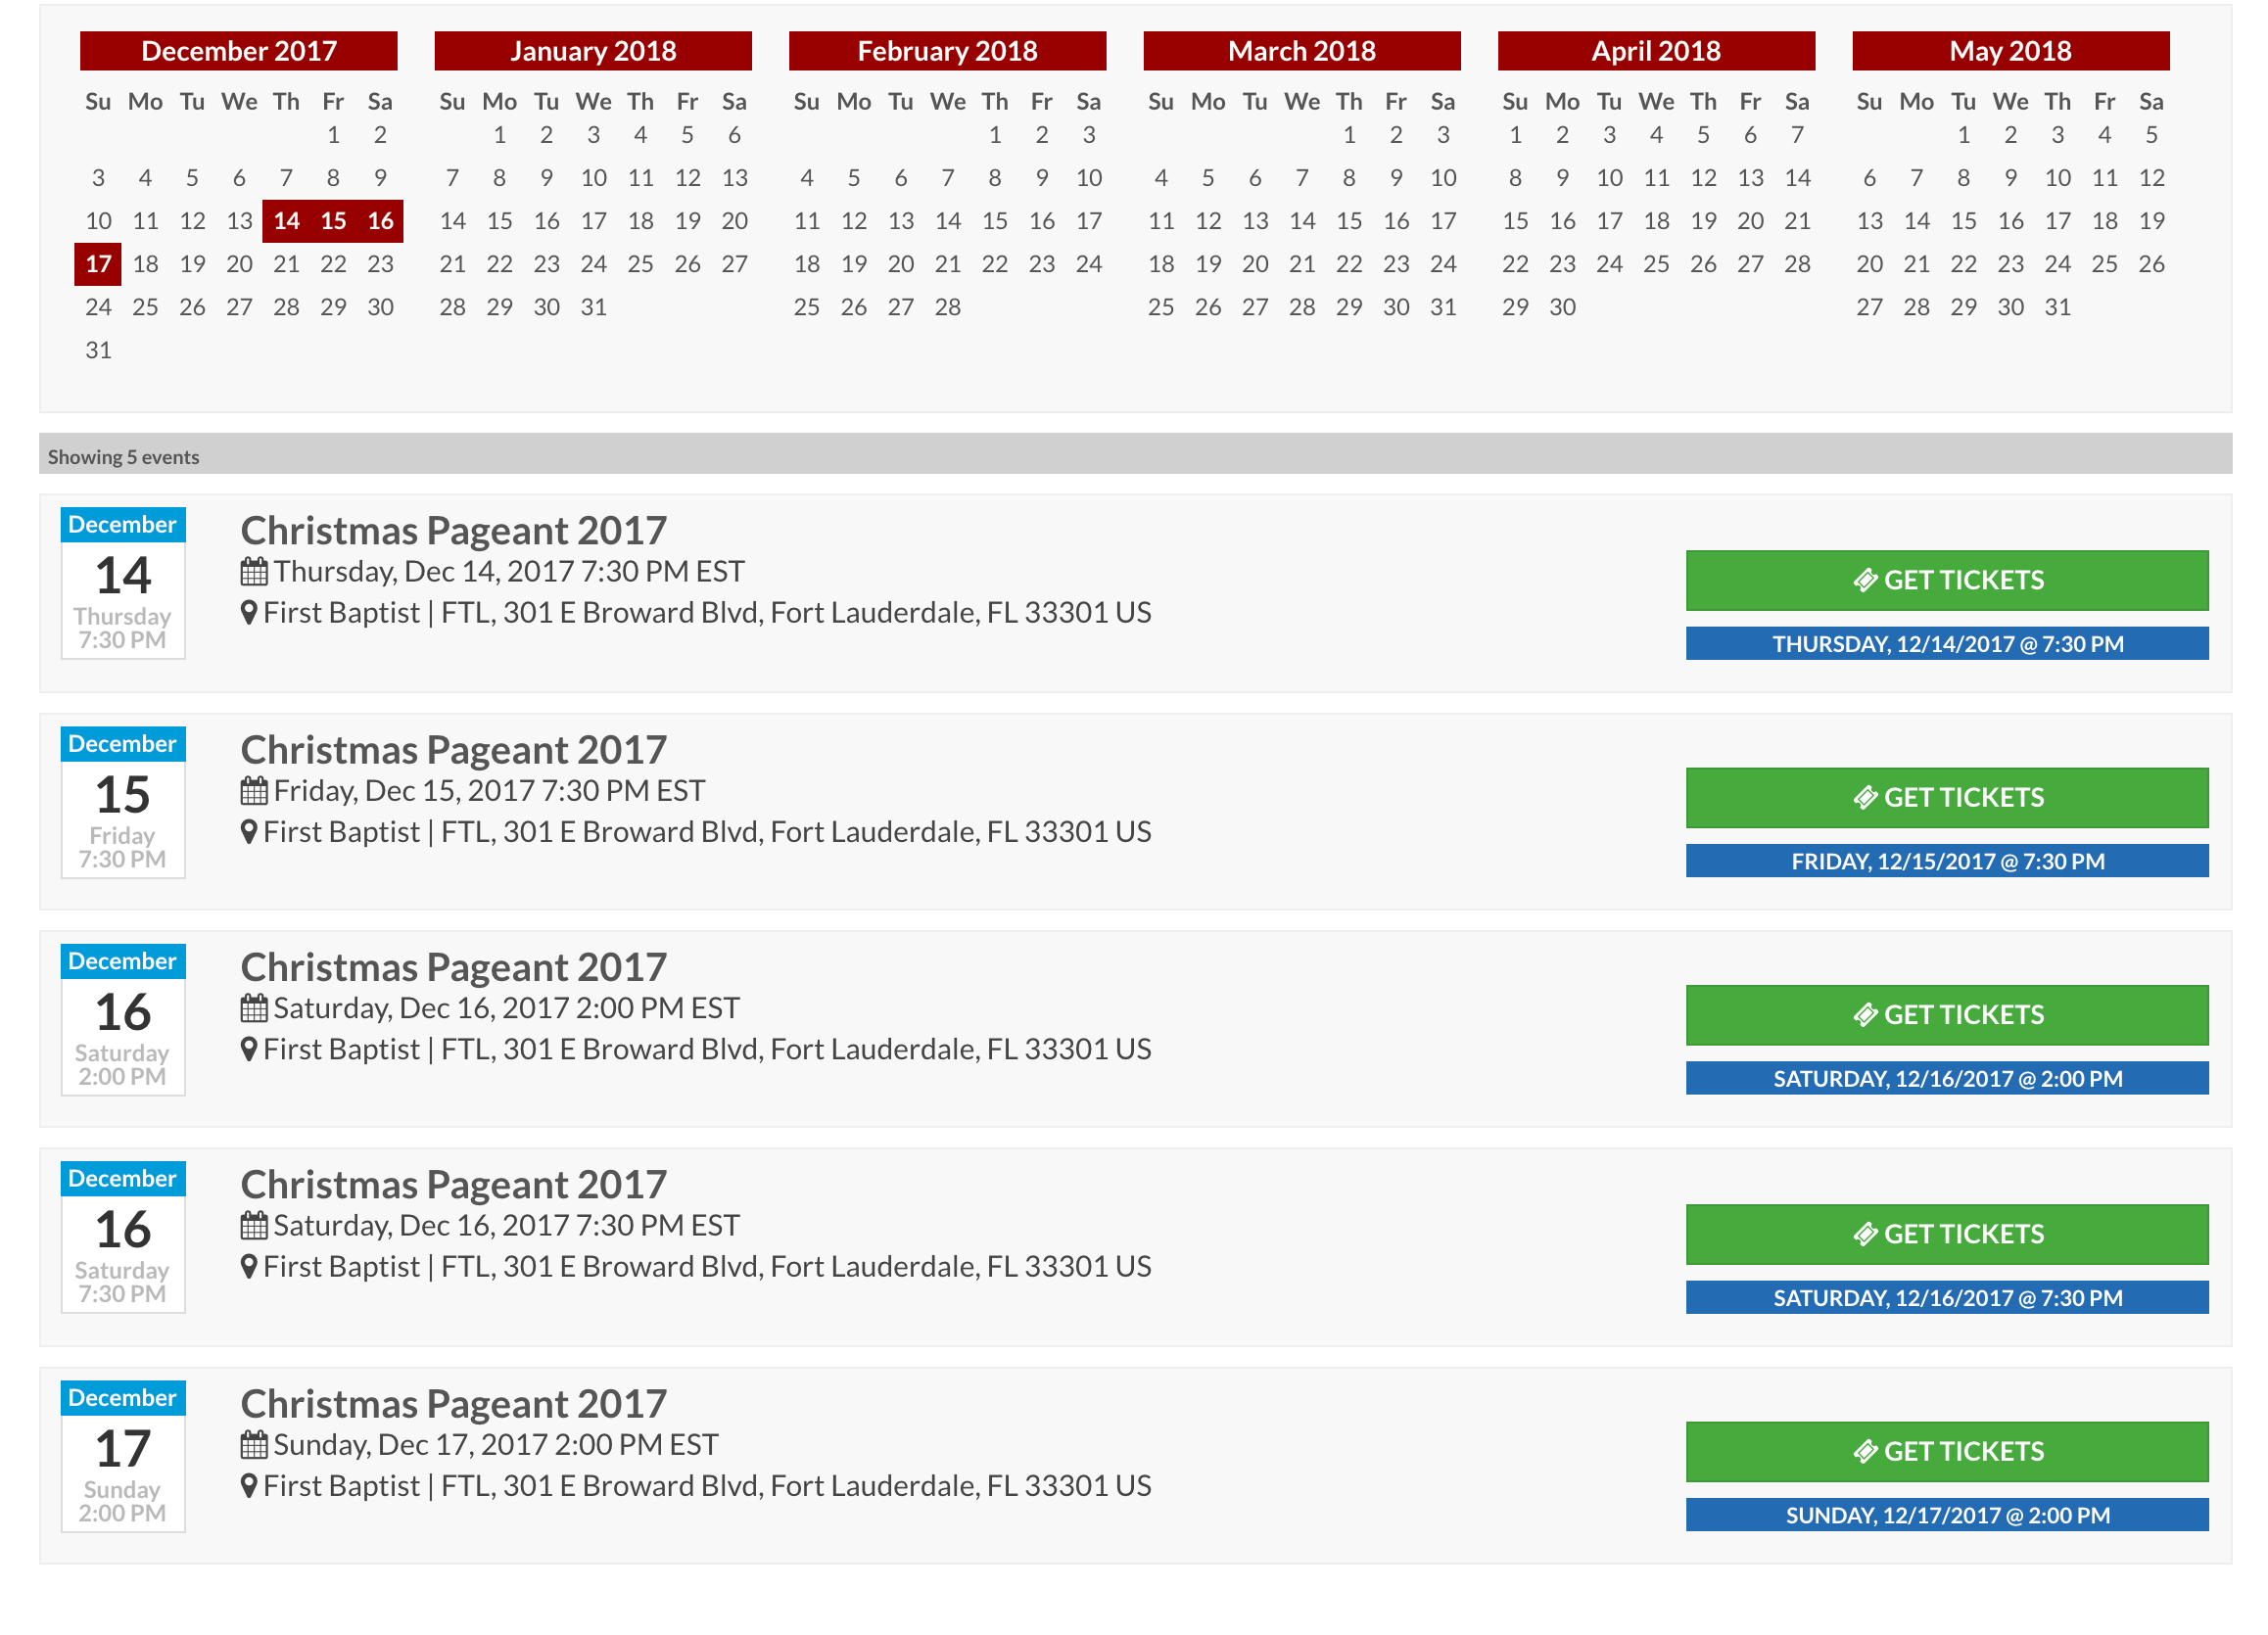 December 2017 January 2018 February 2018 March 2018 April 2018 May 2018
Su Mo Tu We Th Fr Sa Su Mo Tu We Th Fr Sa Su Mo Tu We Th Fr Sa Su Mo Tu We Th Fr Sa Su Mo Tu We Th Fr Sa Su Mo Tu We Th Fr Sa
1 2 1 2 3 4 5 6 1 2 3 1 2 3 1 2 3 4 5 6 7 1 2 3 4 5
3 4 5 6 7 8 9 7 8 9 10 11 12 13 4 5 6 7 8 9 10 4 5 6 7 8 9 10 8 9 10 11 12 13 14 6 7 8 9 10 11 12
10 11 12 13 14 15 16 14 15 16 17 18 19 20 11 12 13 14 15 16 17 11 12 13 14 15 16 17 15 16 17 18 19 20 21 13 14 15 16 17 18 19
17 18 19 20 21 22 23 21 22 23 24 25 26 27 18 19 20 21 22 23 24 18 19 20 21 22 23 24 22 23 24 25 26 27 28 20 21 22 23 24 25 26
24 25 26 27 28 29 30 28 29 30 31 25 26 27 28 25 26 27 28 29 30 31 29 30 27 28 29 30 31
31
Showing 5 events
December
14
Thursday
7:30 PM
Christmas Pageant 2017
Thursday, Dec 14, 2017 7:30 PM EST
First Baptist | FTL, 301 E Broward Blvd, Fort Lauderdale, FL 33301 US
GET TICKETS
THURSDAY, 12/14/2017 @ 7:30 PM
December
15
Friday
7:30 PM
Christmas Pageant 2017
Friday, Dec 15, 2017 7:30 PM EST
First Baptist | FTL, 301 E Broward Blvd, Fort Lauderdale, FL 33301 US
GET TICKETS
FRIDAY, 12/15/2017 @ 7:30 PM
December
16
Saturday
2:00 PM
Christmas Pageant 2017
Saturday, Dec 16, 2017 2:00 PM EST
First Baptist | FTL, 301 E Broward Blvd, Fort Lauderdale, FL 33301 US
GET TICKETS
SATURDAY, 12/16/2017 @ 2:00 PM
December
16
Saturday
7:30 PM
Christmas Pageant 2017
Saturday, Dec 16, 2017 7:30 PM EST
First Baptist | FTL, 301 E Broward Blvd, Fort Lauderdale, FL 33301 US
GET TICKETS
SATURDAY, 12/16/2017 @ 7:30 PM
December
17
Sunday
2:00 PM
Christmas Pageant 2017
Sunday, Dec 17, 2017 2:00 PM EST
First Baptist | FTL, 301 E Broward Blvd, Fort Lauderdale, FL 33301 US
GET TICKETS
SUNDAY, 12/17/2017 @ 2:00 PM